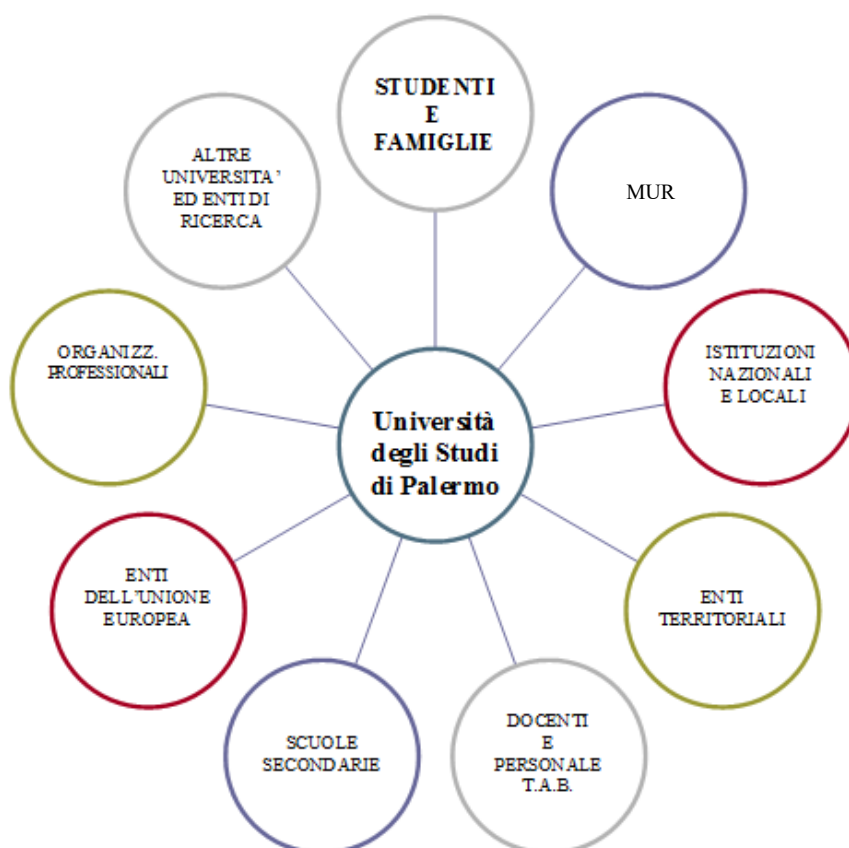 STUDENTI
E
FAMIGLIE
MUR
ISTITUZIONI
NAZIONALI
E LOCALI
ENTI
TERRITORIALI
DOCENTI
E
PERSONALE
T.A.B.
SCUOLE
SECONDARIE
ENTI
DELL'UNIONE
EUROPEA
ORGANIZZ.
PROFESSIONALI
ALTRE
UNIVERSITA'
ED ENTI DI
RICERCA
Università
degli Studi
di Palermo